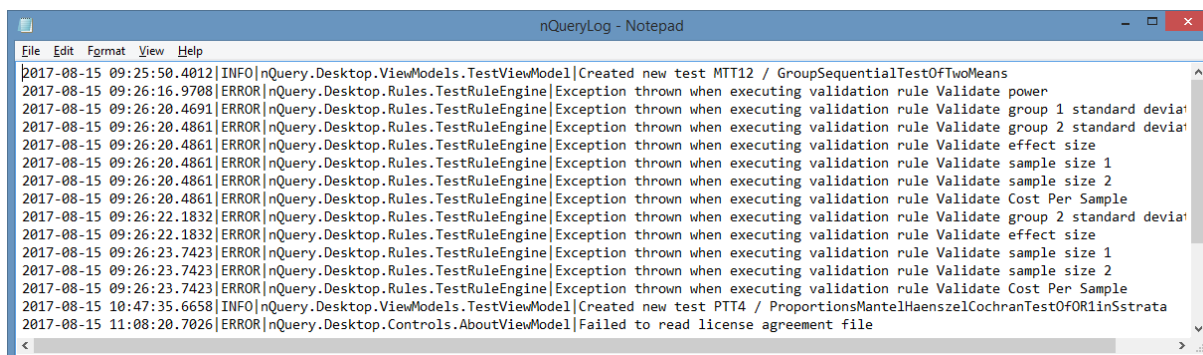 nQueryLog - Notepad
File Edit Format View Help
2017-08-15 09:25:50.4012|INFO|nQuery.Desktop.ViewModels.TestViewModel|Created new test MTT12 / GroupSequentialTestOfTwoMeans
2017-08-15 09:26:16.9708|ERROR|nQuery.Desktop.Rules.TestRuleEngine|Exception thrown when executing validation rule Validate power
2017-08-15 09:26:20.4691|ERROR|nQuery.Desktop.Rules.TestRuleEngine|Exception thrown when executing validation rule Validate group 1 standard deviat
2017-08-15 09:26:20.4861|ERROR|nQuery.Desktop.Rules.TestRuleEngine|Exception thrown when executing validation rule Validate group 2 standard deviat
2017-08-15 09:26:20.4861|ERROR|nQuery.Desktop.Rules.TestRuleEngine|Exception thrown when executing validation rule Validate effect size
2017-08-15 09:26:20.4861|ERROR|nQuery.Desktop.Rules.TestRuleEngine|Exception thrown when executing validation rule Validate sample size 1
2017-08-15 09:26:20.4861|ERROR|nQuery.Desktop.Rules.TestRuleEngine|Exception thrown when executing validation rule Validate sample size 2
2017-08-15 09:26:20.4861|ERROR|nQuery.Desktop.Rules.TestRuleEngine|Exception thrown when executing validation rule Validate Cost Per Sample
2017-08-15 09:26:22.1832|ERROR|nQuery.Desktop.Rules.TestRuleEngine|Exception thrown when executing validation rule Validate group 2 standard deviat
2017-08-15 09:26:22.1832|ERROR|nQuery.Desktop.Rules.TestRuleEngine|Exception thrown when executing validation rule Validate effect size
2017-08-15 09:26:23.7423|ERROR|nQuery.Desktop.Rules.TestRuleEngine|Exception thrown when executing validation rule Validate sample size 1
2017-08-15 09:26:23.7423|ERROR|nQuery.Desktop.Rules.TestRuleEngine|Exception thrown when executing validation rule Validate sample size 2
2017-08-15 09:26:23.7423|ERROR|nQuery.Desktop.Rules.TestRuleEngine|Exception thrown when executing validation rule Validate Cost Per Sample
2017-08-15 10:47:35.6658|INFO|nQuery.Desktop.ViewModels.TestViewModel|Created new test PTT4 / ProportionsMantelHaenszelCochranTestOfOR1inSstrata
2017-08-15 11:08:20.7026|ERROR|nQuery.Desktop.Controls.AboutViewModel|Failed to read license agreement file